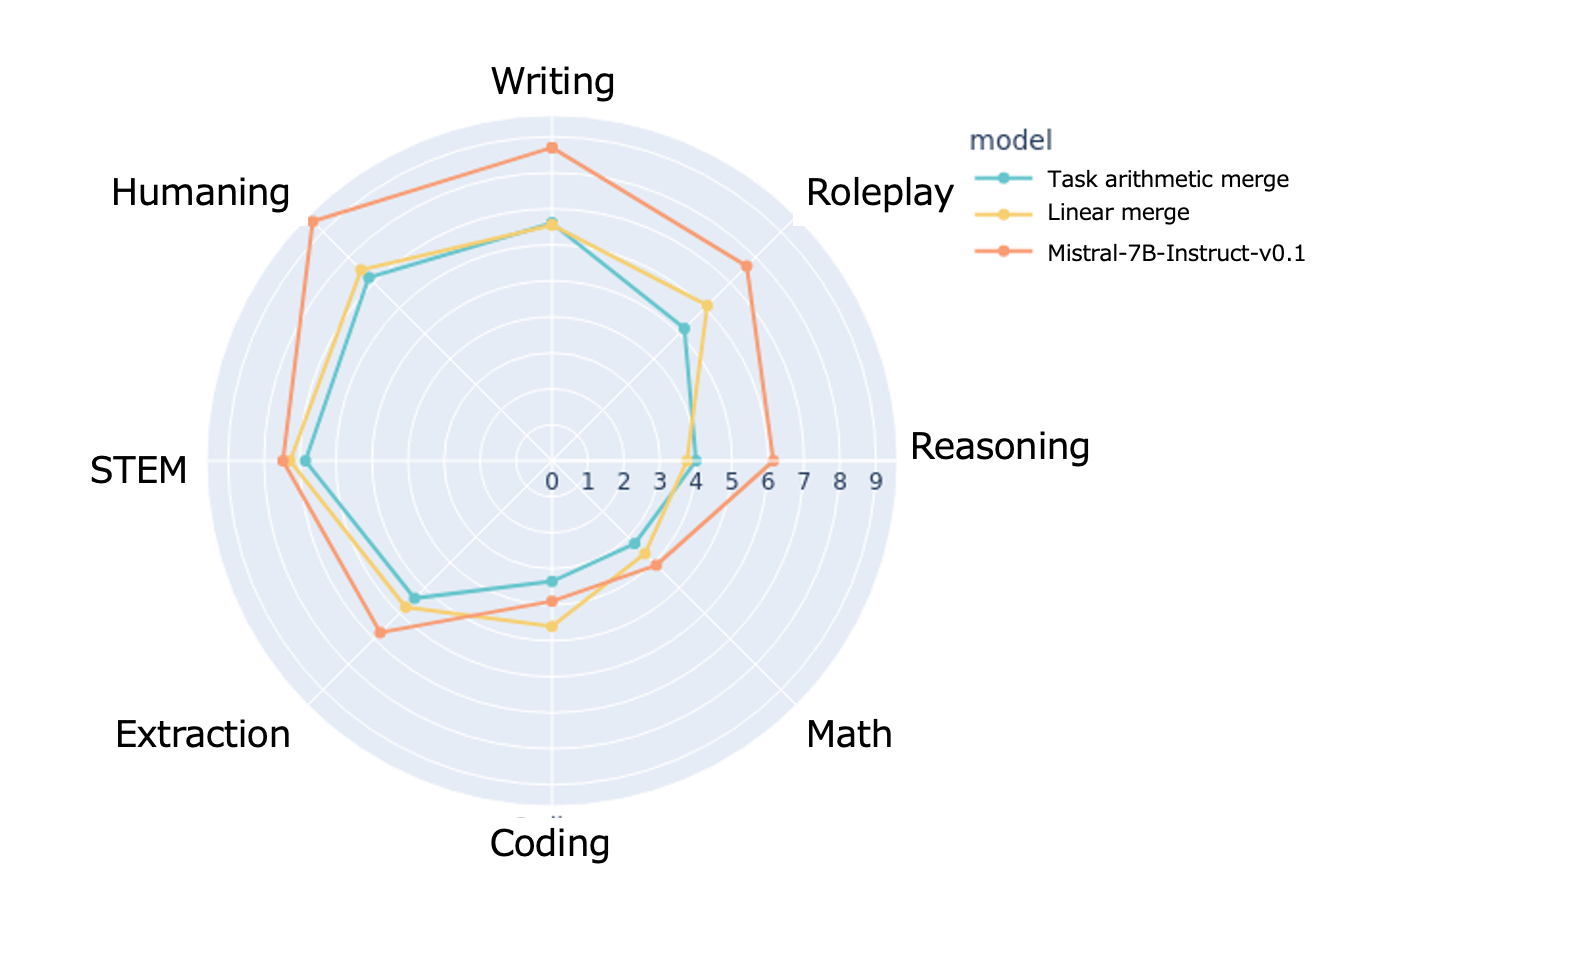 Writing
Humaning
Roleplay
model
Task arithmetic merge
Linear merge
Mistral-7B-Instruct-v0.1
STEM
Reasoning
0 1 2 3 4 5 6 7 8 9
Extraction
Math
Coding